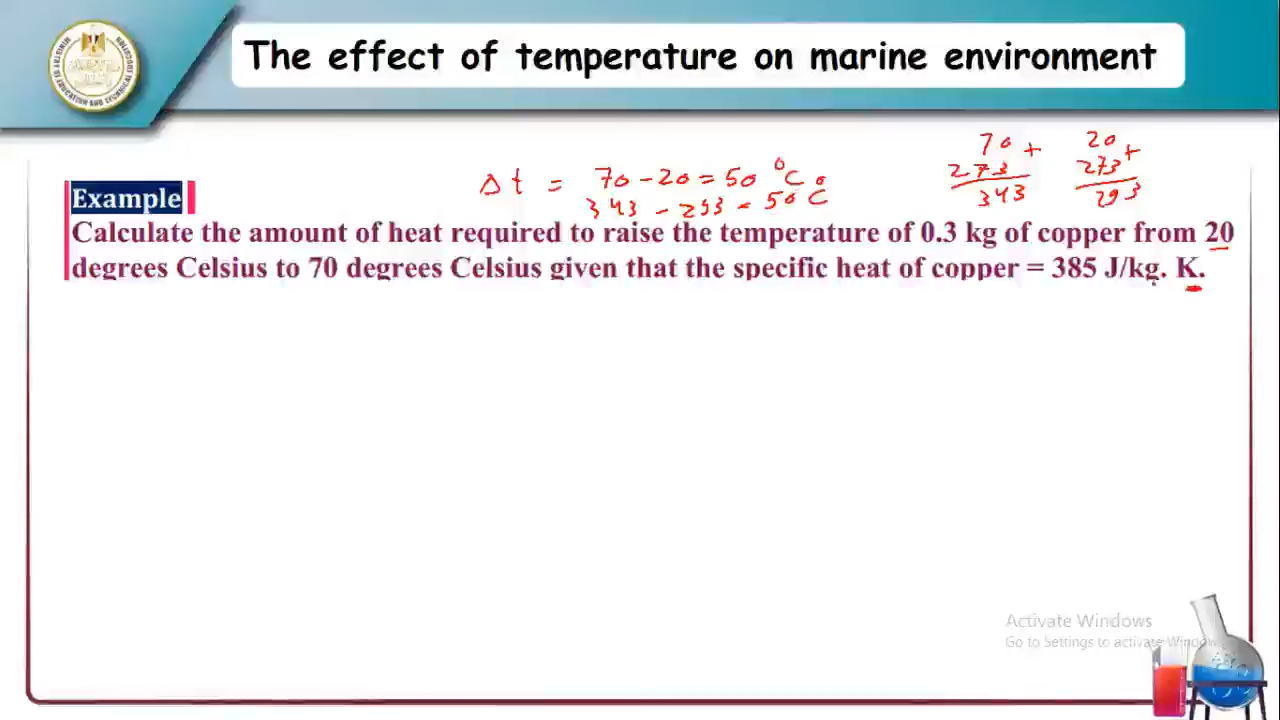 The effect of temperature on marine environment
70 +
273
343
20 +
273
293
Δt = 70 - 20 = 50 °C
343 - 293 = 50 °C
Example
Calculate the amount of heat required to raise the temperature of 0.3 kg of copper from 20
degrees Celsius to 70 degrees Celsius given that the specific heat of copper = 385 J/kg. K.
Activate Windows
Go to Settings to activate Windows